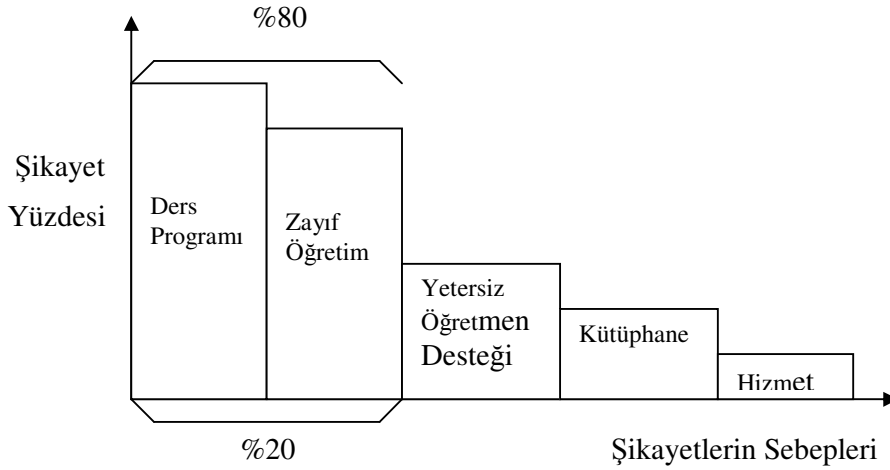 %80
Şikayet
Yüzdesi
Ders
Programı
Zayıf
Öğretim
Yetersiz
Öğretmen
Desteği
Kütüphane
Hizmet
%20
Şikayetlerin Sebepleri